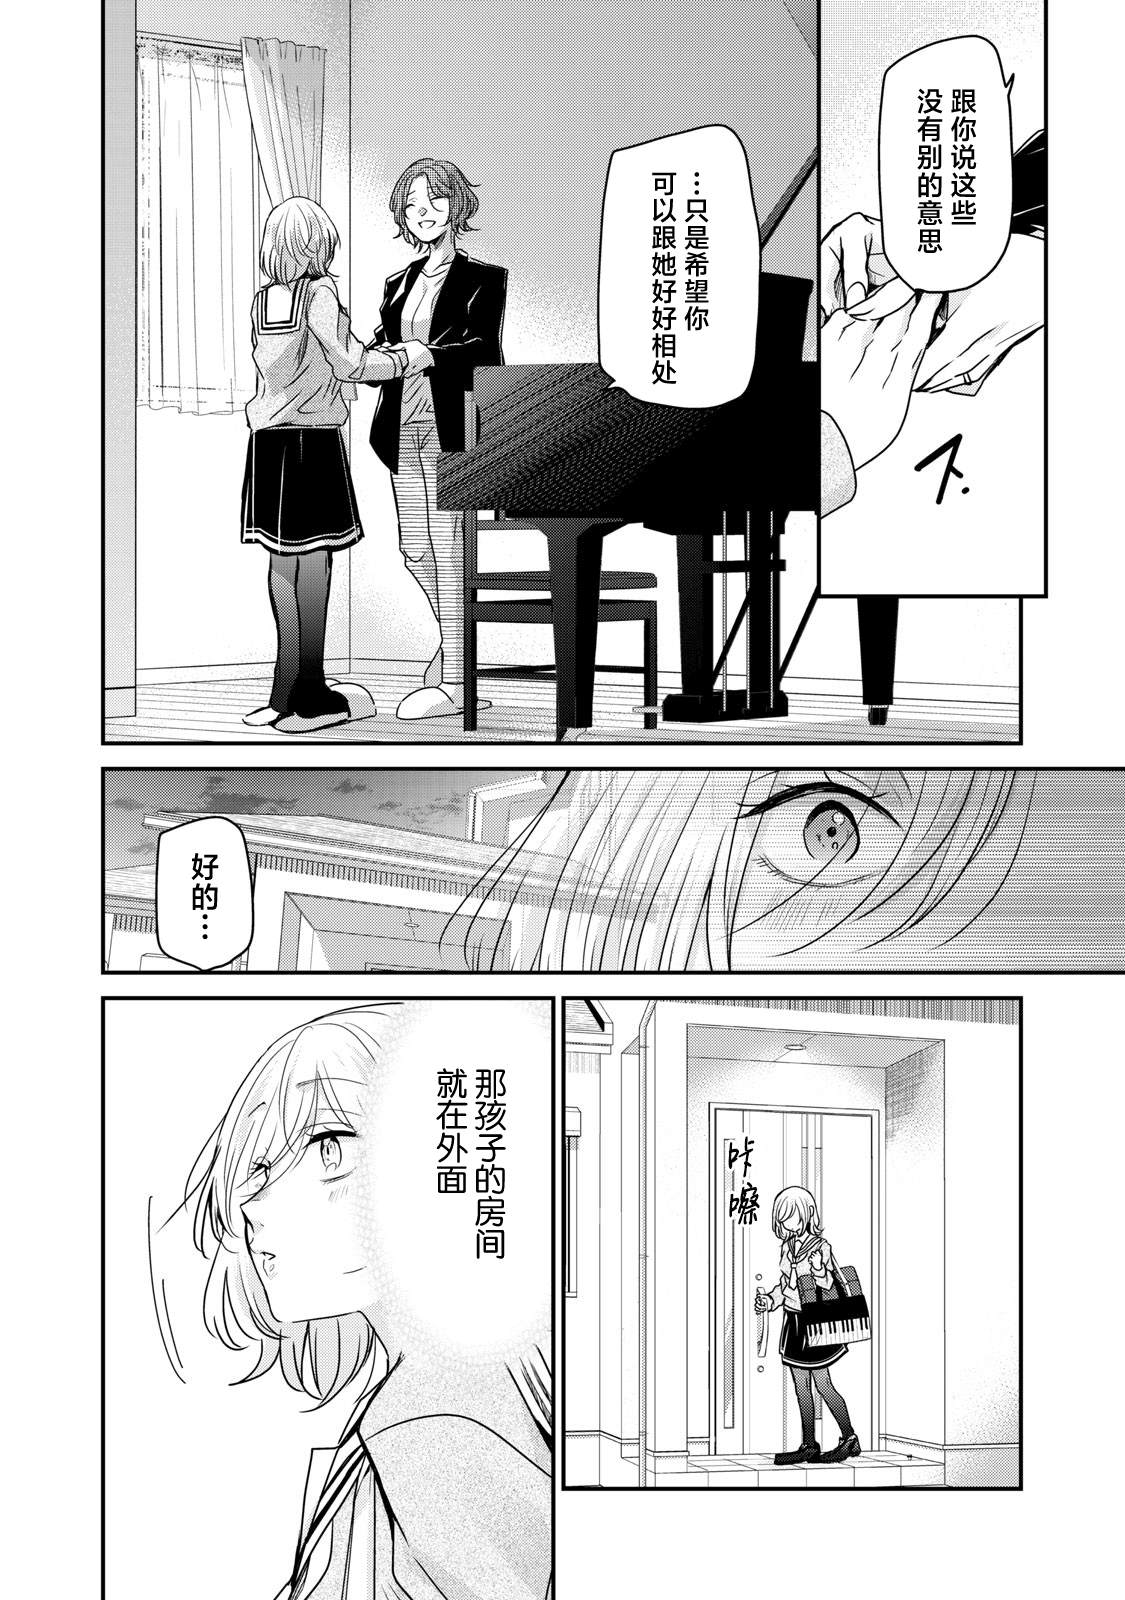 跟你说这些
没有别的意思
…只是希望你
可以跟她好好相处
ス.
好的…
咔嚓
那孩子的房间
就在外面